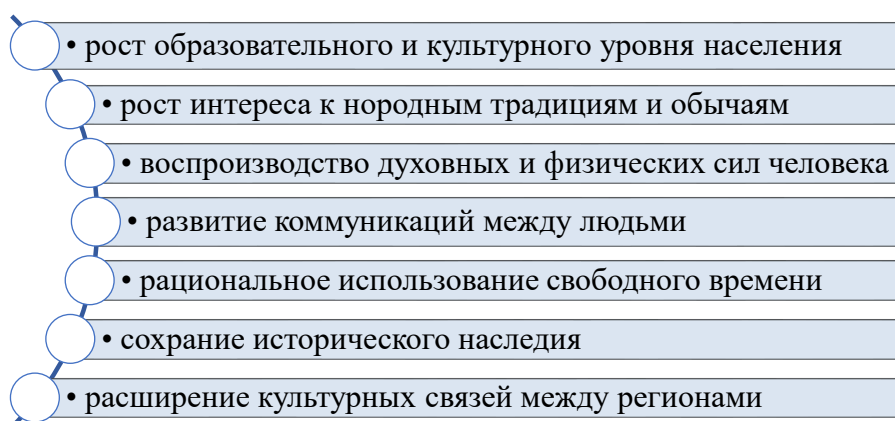 • рост образовательного и культурного уровня населения
• рост интереса к нородным традициям и обычаям
• воспроизводство духовных и физических сил человека
• развитие коммуникаций между людьми
• рациональное использование свободного времени
• сохрание исторического наследия
• расширение культурных связей между регионами